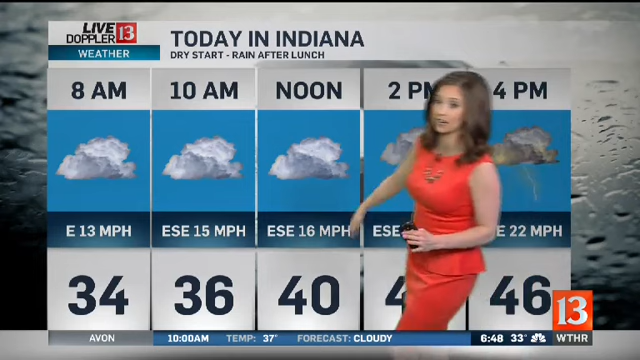 LIVE
DOPPLER 13
WEATHER
TODAY IN INDIANA
DRY START - RAIN AFTER LUNCH
8 AM 10 AM NOON 2 PM 4 PM
E 13 MPH ESE 15 MPH ESE 16 MPH ESE 22 MPH
34 36 40 4 46
13
AVON 10:00AM TEMP: 37° FORECAST: CLOUDY 6:48 33° WTHR